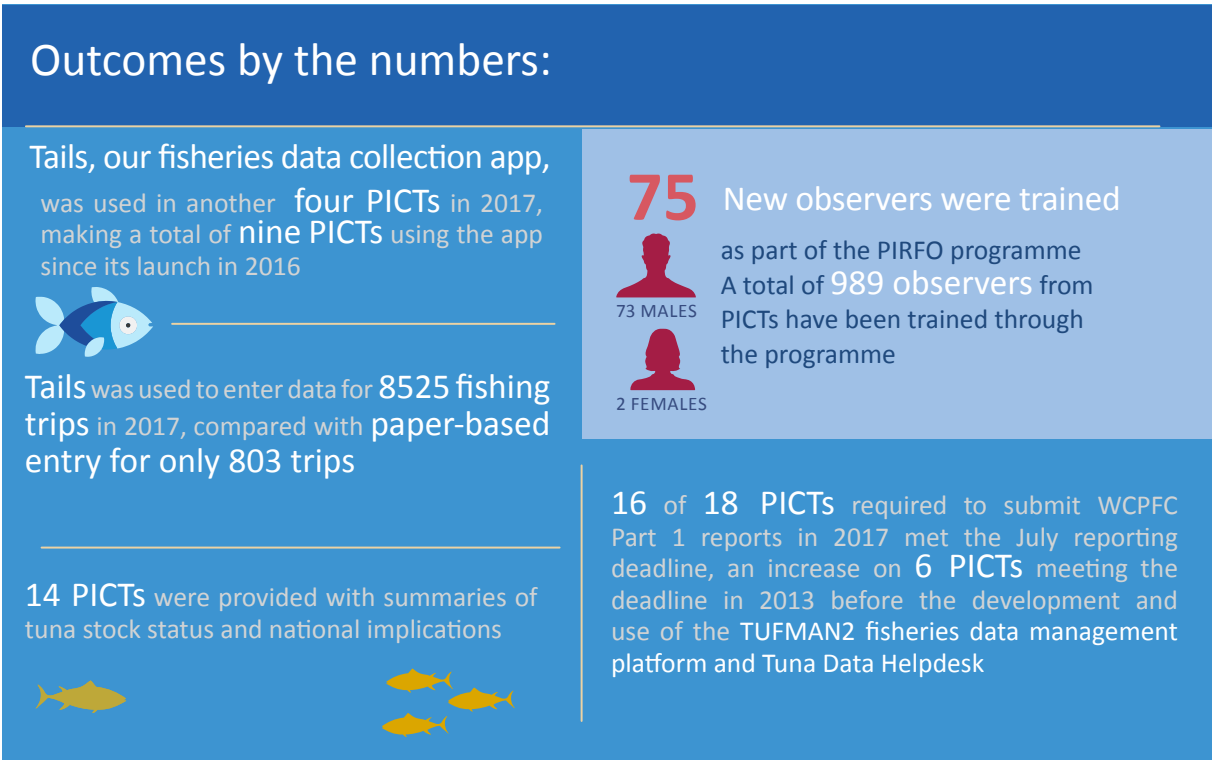 Outcomes by the numbers:
Tails, our fisheries data collection app,
was used in another four PICTs in 2017,
making a total of nine PICTs using the app
since its launch in 2016
Tails was used to enter data for 8525 fishing
trips in 2017, compared with paper-based
entry for only 803 trips
14 PICTs were provided with summaries of
tuna stock status and national implications
75 New observers were trained
as part of the PIRFO programme
A total of 989 observers from
PICTs have been trained through
the programme
73 MALES
2 FEMALES
16 of 18 PICTs required to submit WCPFC
Part 1 reports in 2017 met the July reporting
deadline, an increase on 6 PICTs meeting the
deadline in 2013 before the development and
use of the TUFMAN2 fisheries data management
platform and Tuna Data Helpdesk